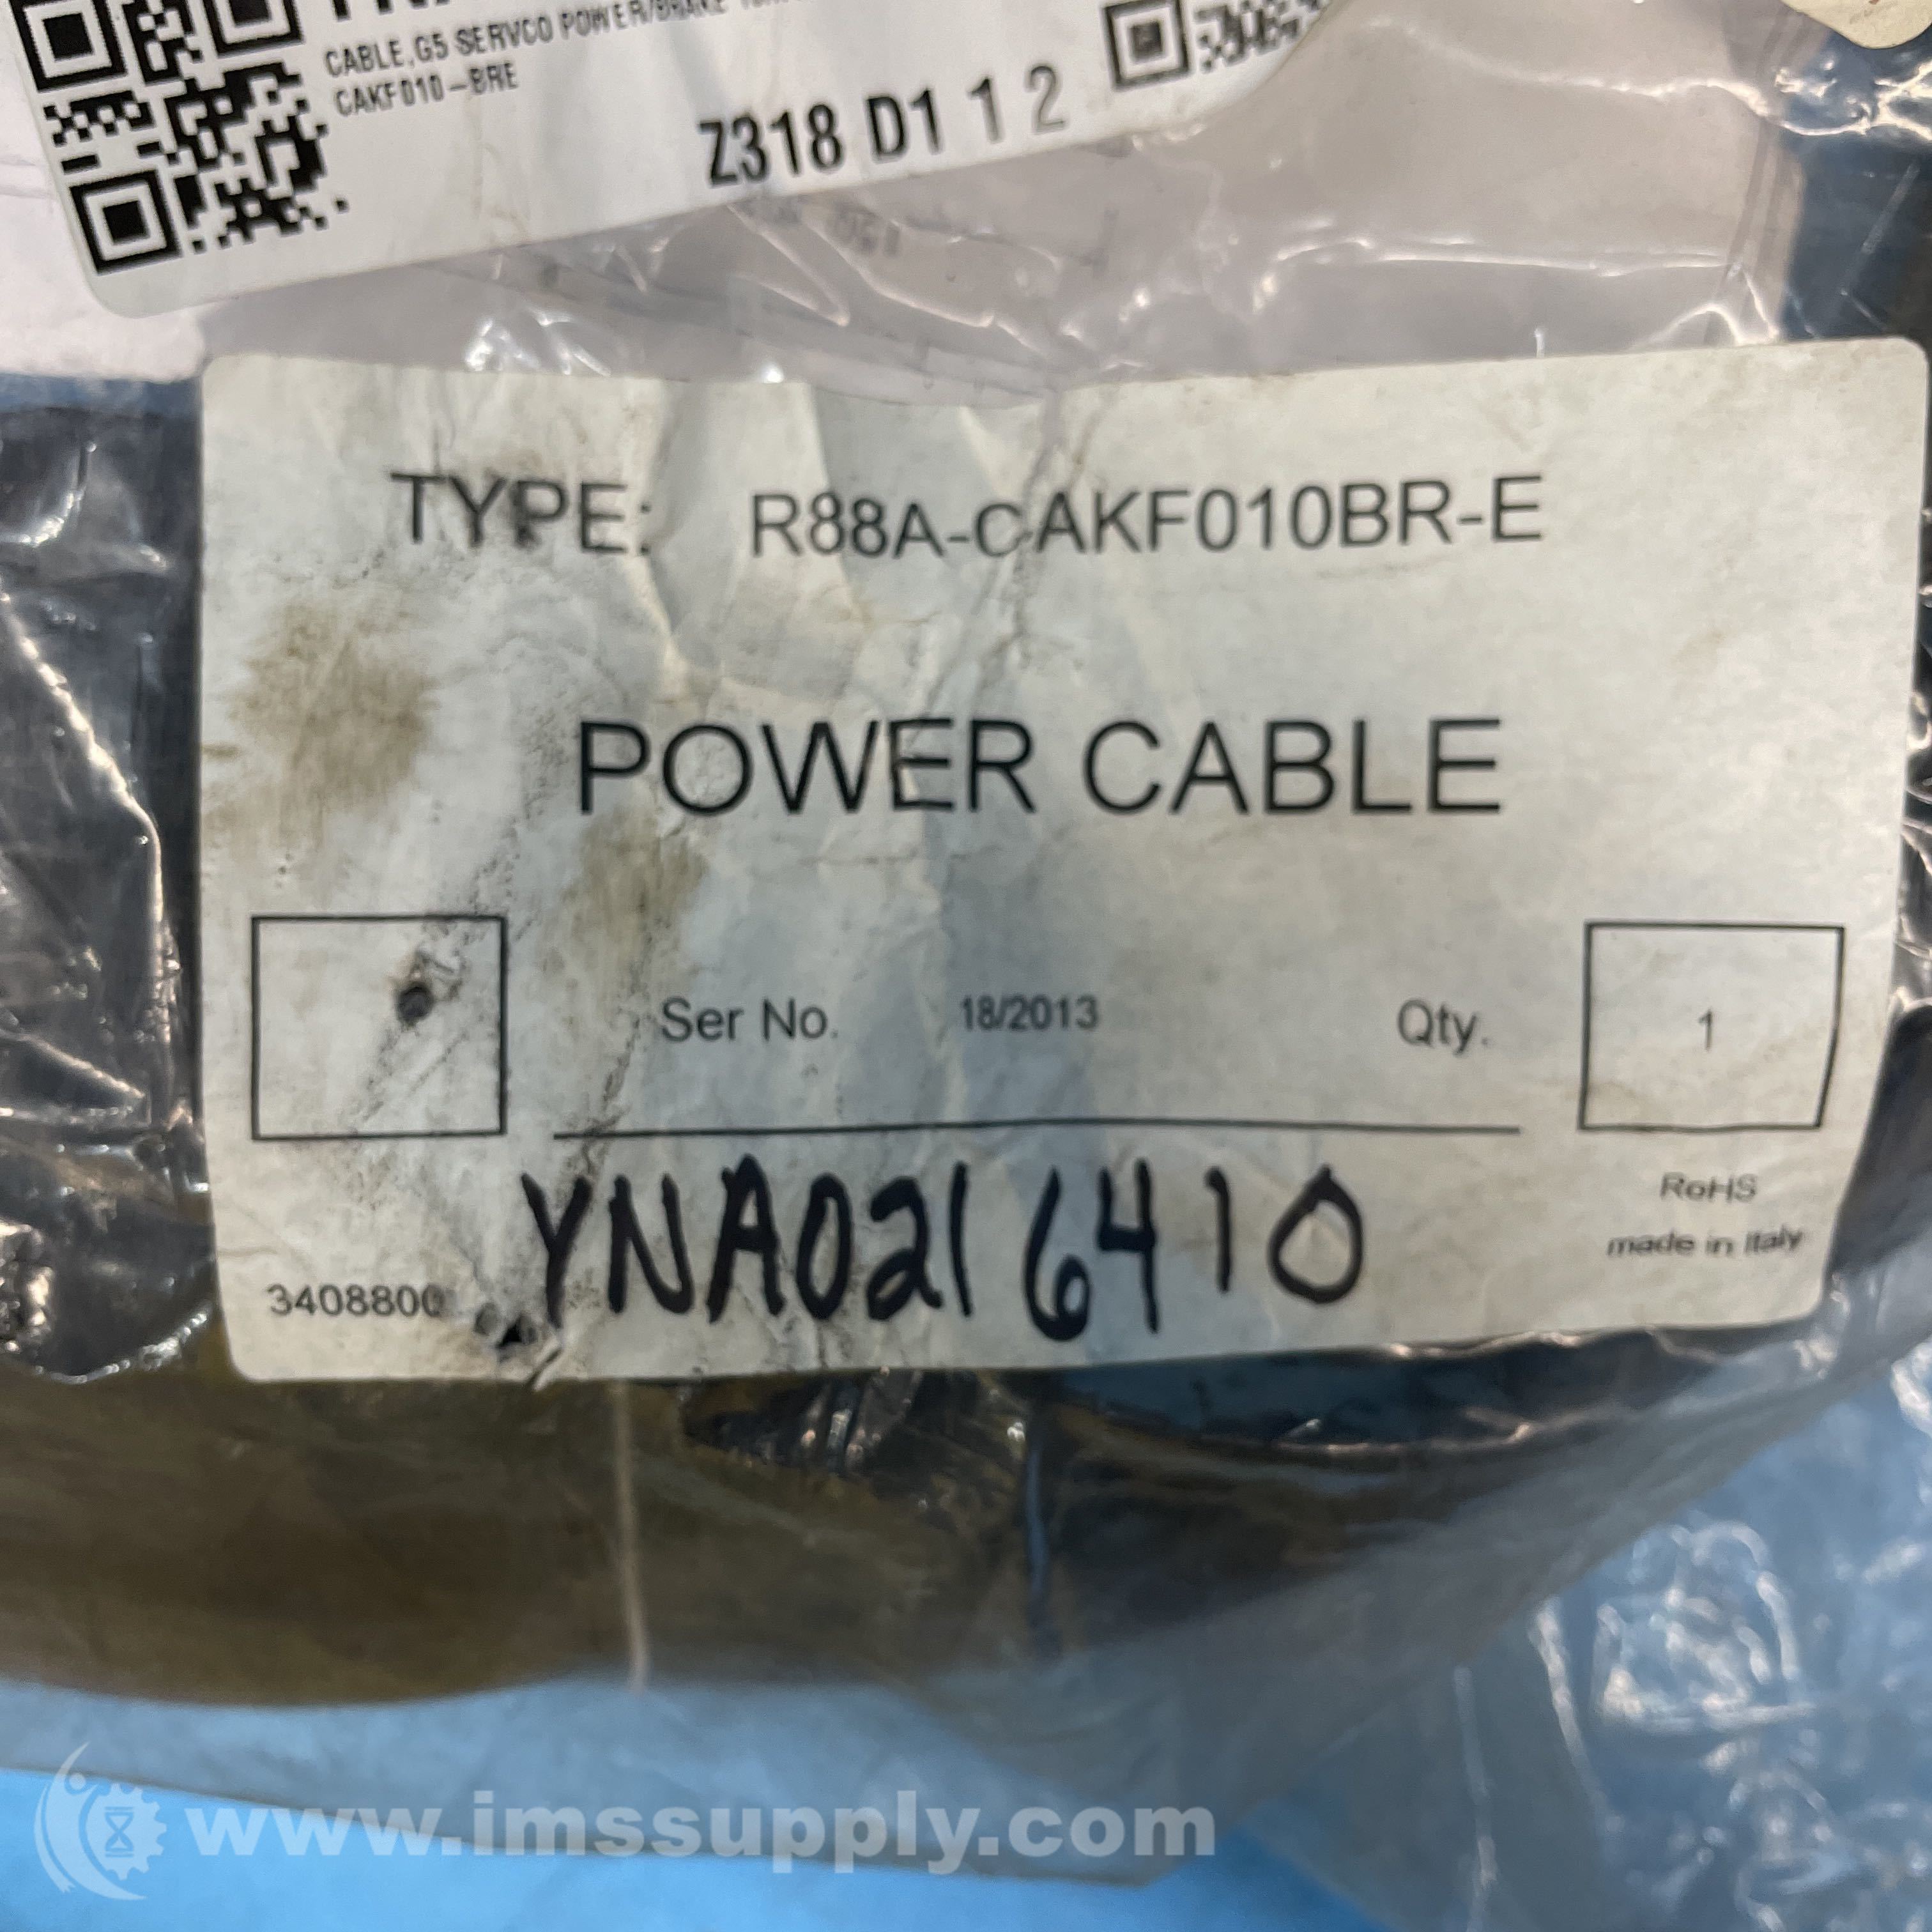 CABLE,G5 SERVCO POWER/BRAKE
CAKF010-BRE
Z318 D1 1 2
TYPE: R88A-CAKF010BR-E
POWER CABLE
Ser No. 18/2013 Qty. 1
YNA0216410
RoHS
made in Italy
3408800
www.imssupply.com